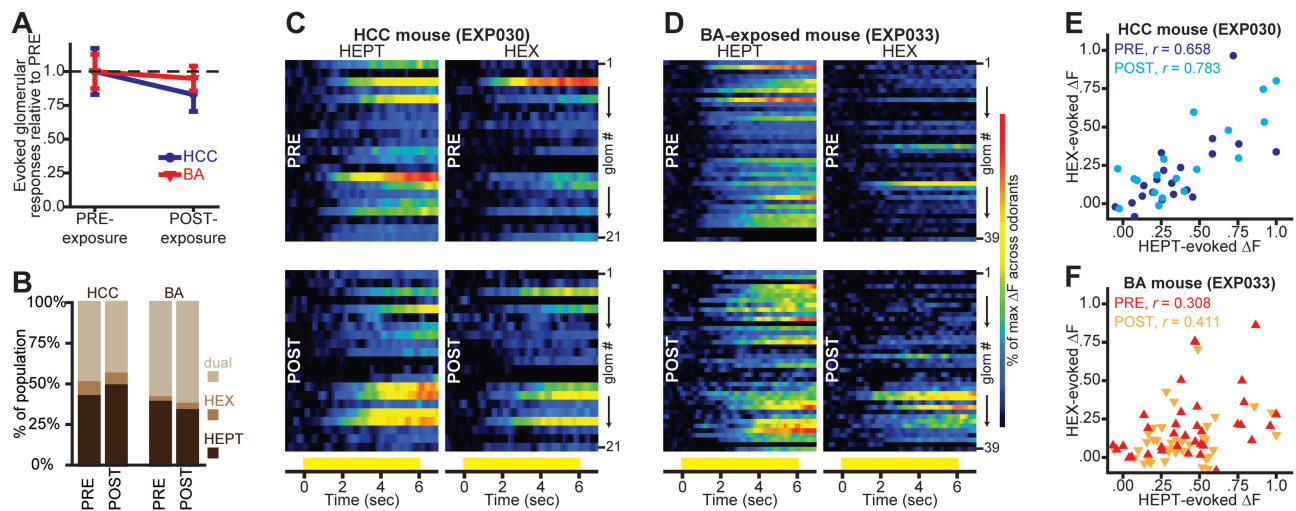 A
Evoked glomerular
responses relative to PRE
1.0
.75
.50
.25
0.0
HCC
BA
PRE-
exposure
POST-
exposure
B
HCC
BA
% of population
100%
75%
50%
25%
0%
dual
HEX
HEPT
PRE
POST
PRE
POST
C
HCC mouse (EXP030)
HEPT
HEX
PRE
1
glom #
21
POST
1
glom #
21
0
2
4
6
Time (sec)
0
2
4
6
Time (sec)
D
BA-exposed mouse (EXP033)
HEPT
HEX
PRE
1
glom #
39
POST
1
glom #
39
0
2
4
6
Time (sec)
0
2
4
6
Time (sec)
% of max ΔF across odorants
E
HCC mouse (EXP030)
PRE, r = 0.658
POST, r = 0.783
HEX-evoked ΔF
1.0
.75
.50
.25
.00
.00
.25
.50
.75
1.0
HEPT-evoked ΔF
F
BA mouse (EXP033)
PRE, r = 0.308
POST, r = 0.411
HEX-evoked ΔF
1.0
.75
.50
.25
.00
.00
.25
.50
.75
1.0
HEPT-evoked ΔF